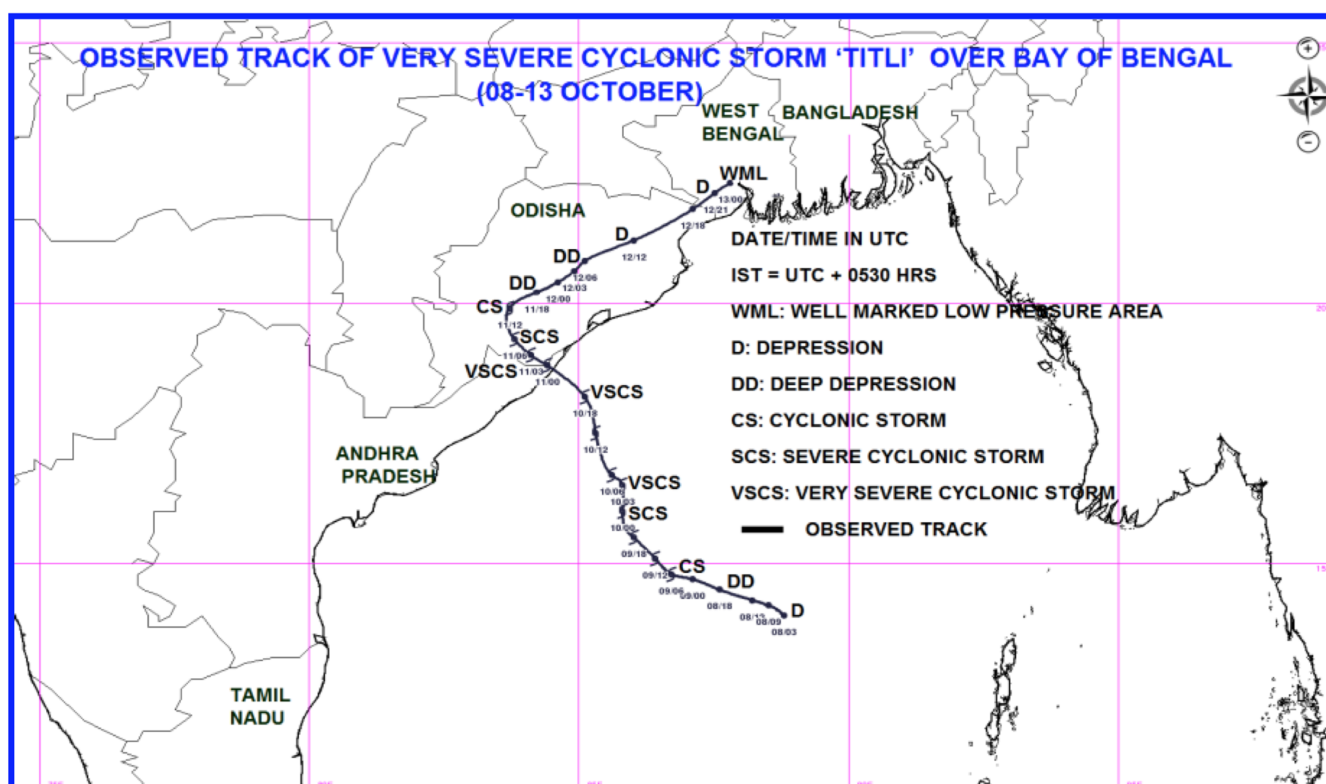 OBSERVED TRACK OF VERY SEVERE CYCLONIC STORM ‘TITLI’ OVER BAY OF BENGAL
(08-13 OCTOBER)
WEST
BENGAL
BANGLADESH
WML
D
13/00
12/21
12/18
ODISHA
D
12/12
DD
12/06
12/03
12/00
DD
11/18
CS
11/12
SCS
11/06
VSCS
11/03
11/00
VSCS
10/18
10/12
ANDHRA
PRADESH
10/06
VSCS
10/03
SCS
10/00
09/18
09/12
CS
09/06
09/00
DD
08/18
08/12
08/09
D
08/03
TAMIL
NADU
DATE/TIME IN UTC
IST = UTC + 0530 HRS
WML: WELL MARKED LOW PRESSURE AREA
D: DEPRESSION
DD: DEEP DEPRESSION
CS: CYCLONIC STORM
SCS: SEVERE CYCLONIC STORM
VSCS: VERY SEVERE CYCLONIC STORM
OBSERVED TRACK